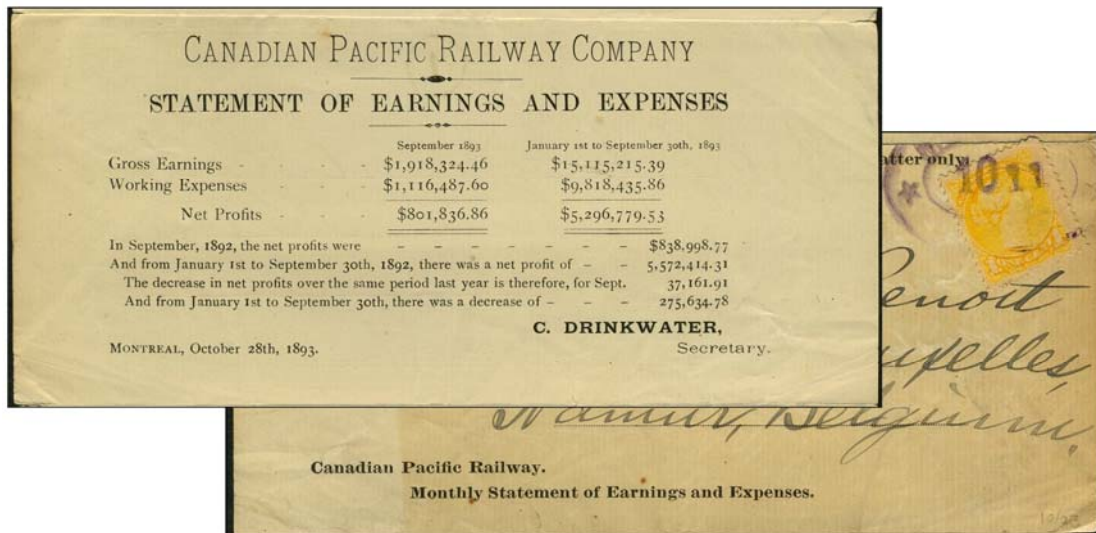 CANADIAN PACIFIC RAILWAY COMPANY
STATEMENT OF EARNINGS AND EXPENSES
September 1893 January 1st to September 30th, 1893
Gross Earnings - - - - $1,918,324.46 $15,115,215.39
Working Expenses - - - $1,116,487.60 $9,818,435.86
Net Profits - - - $801,836.86 $5,296,779.53
In September, 1892, the net profits were – – – – – – – $838,998.77
And from January 1st to September 30th, 1892, there was a net profit of – – 5,572,414.31
The decrease in net profits over the same period last year is therefore, for Sept. 37,161.91
And from January 1st to September 30th, there was a decrease of – – – 275,634.78
C. DRINKWATER,
MONTREAL, October 28th, 1893. Secretary.
atter only.
10 11
enoit
uxelles,
Namur, Belgium.
Canadian Pacific Railway.
Monthly Statement of Earnings and Expenses.